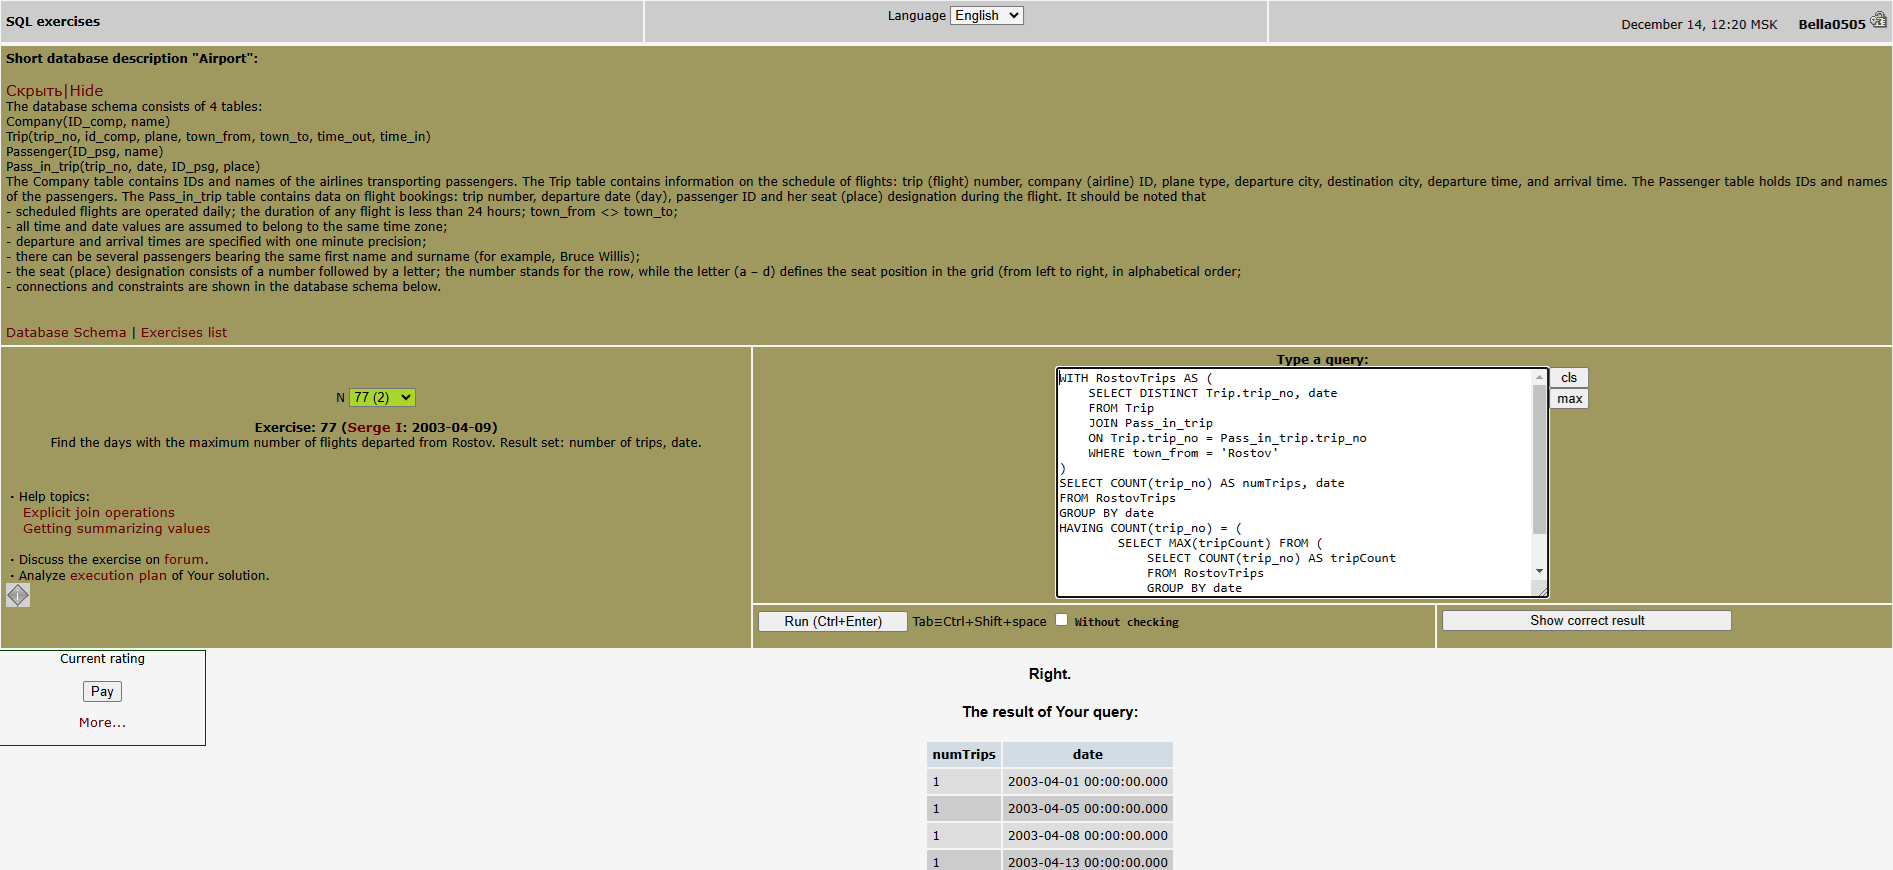 SQL exercises
Language English
December 14, 12:20 MSK Bella0505
Short database description "Airport":
Скрыть|Hide
The database schema consists of 4 tables:
Company(ID_comp, name)
Trip(trip_no, id_comp, plane, town_from, town_to, time_out, time_in)
Passenger(ID_psg, name)
Pass_in_trip(trip_no, date, ID_psg, place)
The Company table contains IDs and names of the airlines transporting passengers. The Trip table contains information on the schedule of flights: trip (flight) number, company (airline) ID, plane type, departure city, destination city, departure time, and arrival time. The Passenger table holds IDs and names
of the passengers. The Pass_in_trip table contains data on flight bookings: trip number, departure date (day), passenger ID and her seat (place) designation during the flight. It should be noted that
- scheduled flights are operated daily; the duration of any flight is less than 24 hours; town_from <> town_to;
- all time and date values are assumed to belong to the same time zone;
- departure and arrival times are specified with one minute precision;
- there can be several passengers bearing the same first name and surname (for example, Bruce Willis);
- the seat (place) designation consists of a number followed by a letter; the number stands for the row, while the letter (a – d) defines the seat position in the grid (from left to right, in alphabetical order;
- connections and constraints are shown in the database schema below.
Database Schema | Exercises list
N 77 (2)
Exercise: 77 (Serge I: 2003-04-09)
Find the days with the maximum number of flights departed from Rostov. Result set: number of trips, date.
· Help topics:
Explicit join operations
Getting summarizing values
· Discuss the exercise on forum.
· Analyze execution plan of Your solution.
Type a query:
WITH RostovTrips AS (
    SELECT DISTINCT Trip.trip_no, date
    FROM Trip
    JOIN Pass_in_trip
    ON Trip.trip_no = Pass_in_trip.trip_no
    WHERE town_from = 'Rostov'
)
SELECT COUNT(trip_no) AS numTrips, date
FROM RostovTrips
GROUP BY date
HAVING COUNT(trip_no) = (
        SELECT MAX(tripCount) FROM (
            SELECT COUNT(trip_no) AS tripCount
            FROM RostovTrips
            GROUP BY date
cls
max
Run (Ctrl+Enter) Tab≡Ctrl+Shift+space Without checking
Show correct result
Current rating
Pay
More...
Right.
The result of Your query:
numTrips date
1 2003-04-01 00:00:00.000
1 2003-04-05 00:00:00.000
1 2003-04-08 00:00:00.000
1 2003-04-13 00:00:00.000